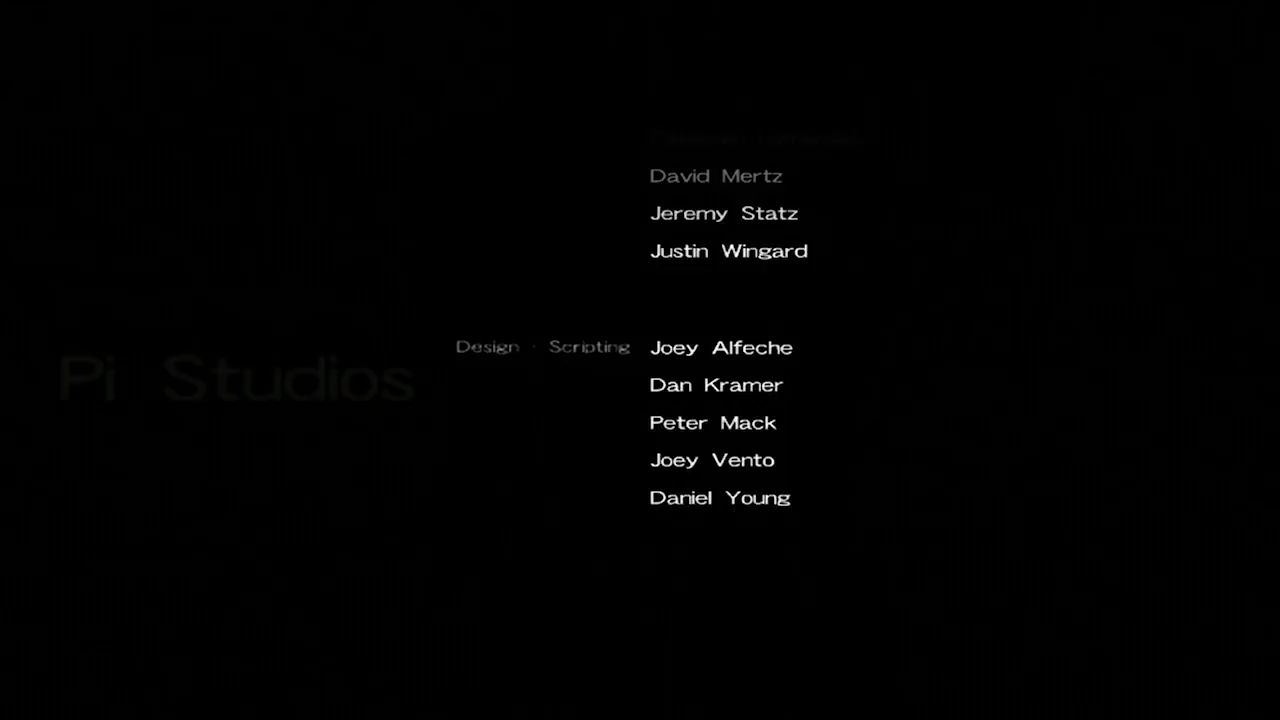 David Mertz
Jeremy Statz
Justin Wingard
Design · Scripting Joey Alfeche
Dan Kramer
Pi Studios
Peter Mack
Joey Vento
Daniel Young